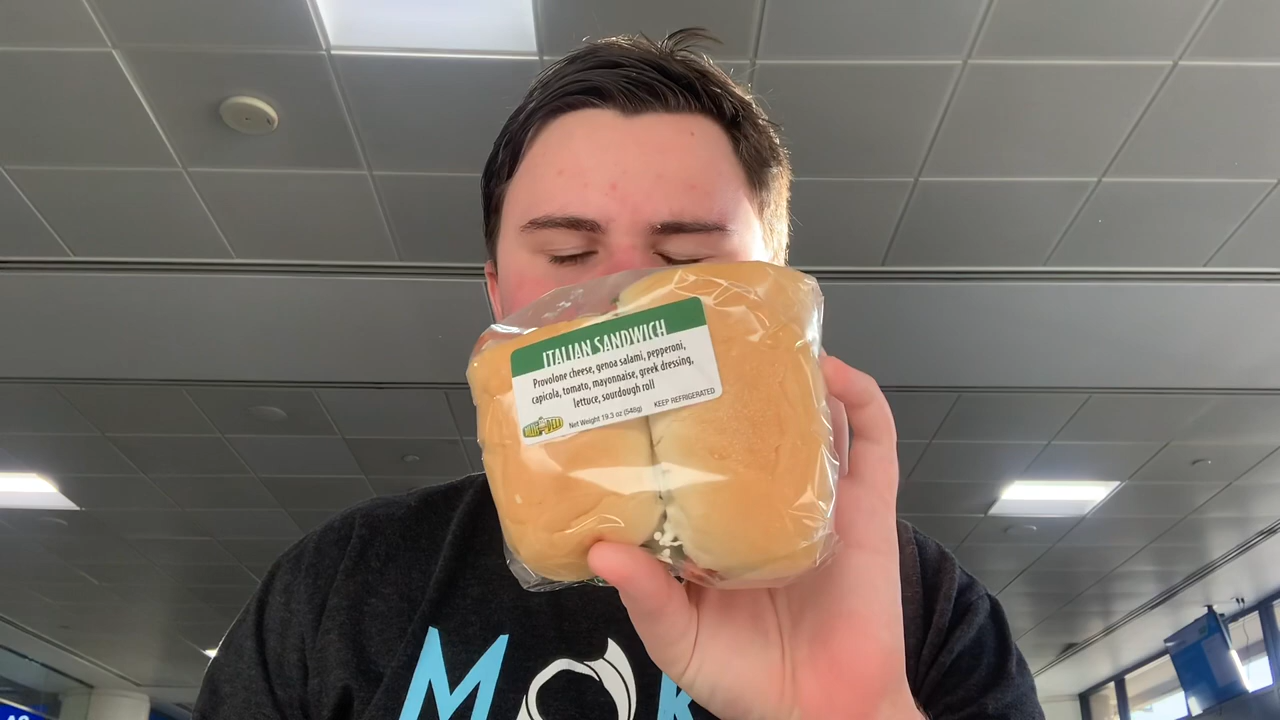 ITALIAN SANDWICH
Provolone cheese, genoa salami, pepperoni,
capicola, tomato, mayonnaise, greek dressing,
lettuce, sourdough roll
Net Weight 19.3 oz (548g) KEEP REFRIGERATED